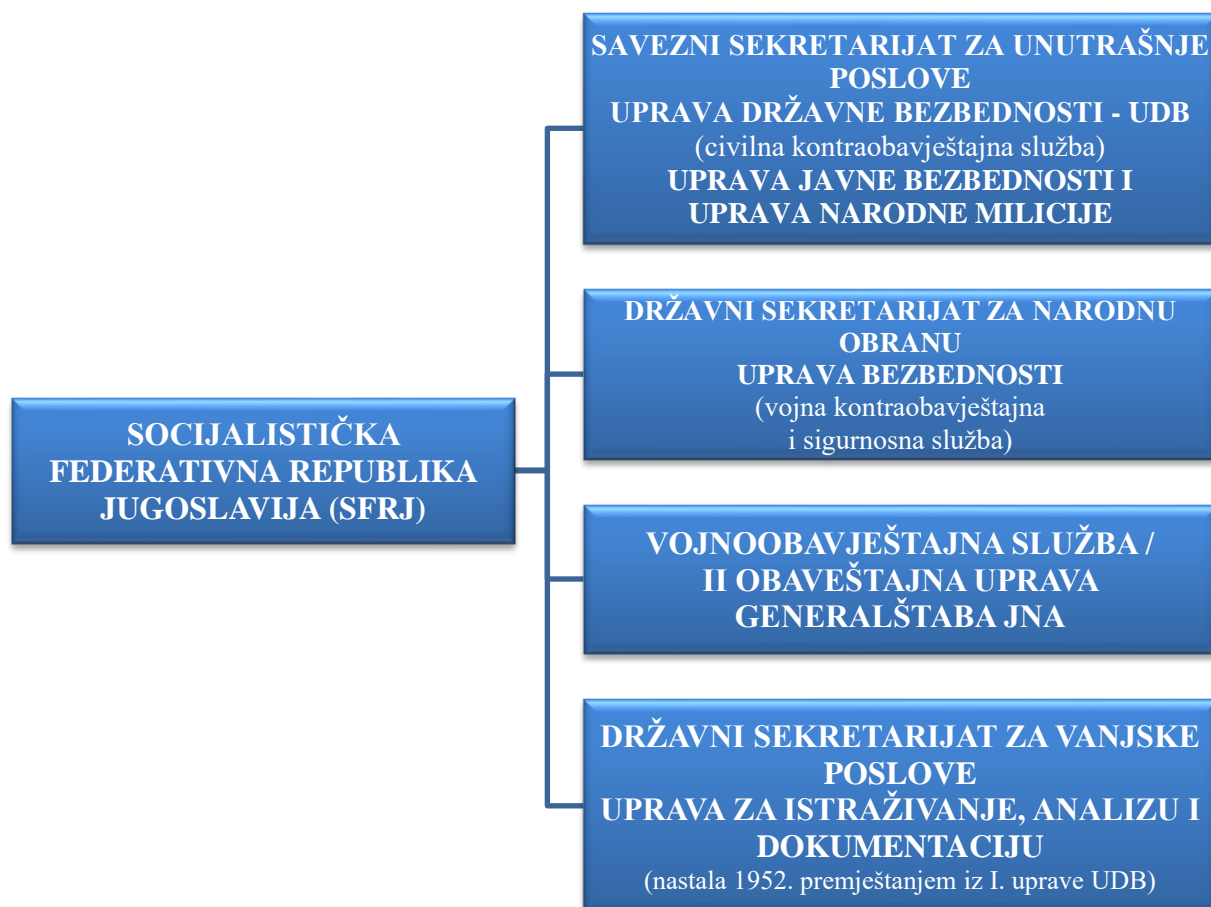 SAVEZNI SEKRETARIJAT ZA UNUTRAŠNJE
POSLOVE
UPRAVA DRŽAVNE BEZBEDNOSTI - UDB
(civilna kontraobavještajna služba)
UPRAVA JAVNE BEZBEDNOSTI I
UPRAVA NARODNE MILICIJE
DRŽAVNI SEKRETARIJAT ZA NARODNU
OBRANU
UPRAVA BEZBEDNOSTI
(vojna kontraobavještajna
i sigurnosna služba)
SOCIJALISTIČKA
FEDERATIVNA REPUBLIKA
JUGOSLAVIJA (SFRJ)
VOJNOOBAVJEŠTAJNA SLUŽBA /
II OBAVEŠTAJNA UPRAVA
GENERALŠTABA JNA
DRŽAVNI SEKRETARIJAT ZA VANJSKE
POSLOVE
UPRAVA ZA ISTRAŽIVANJE, ANALIZU I
DOKUMENTACIJU
(nastala 1952. premještanjem iz I. uprave UDB)